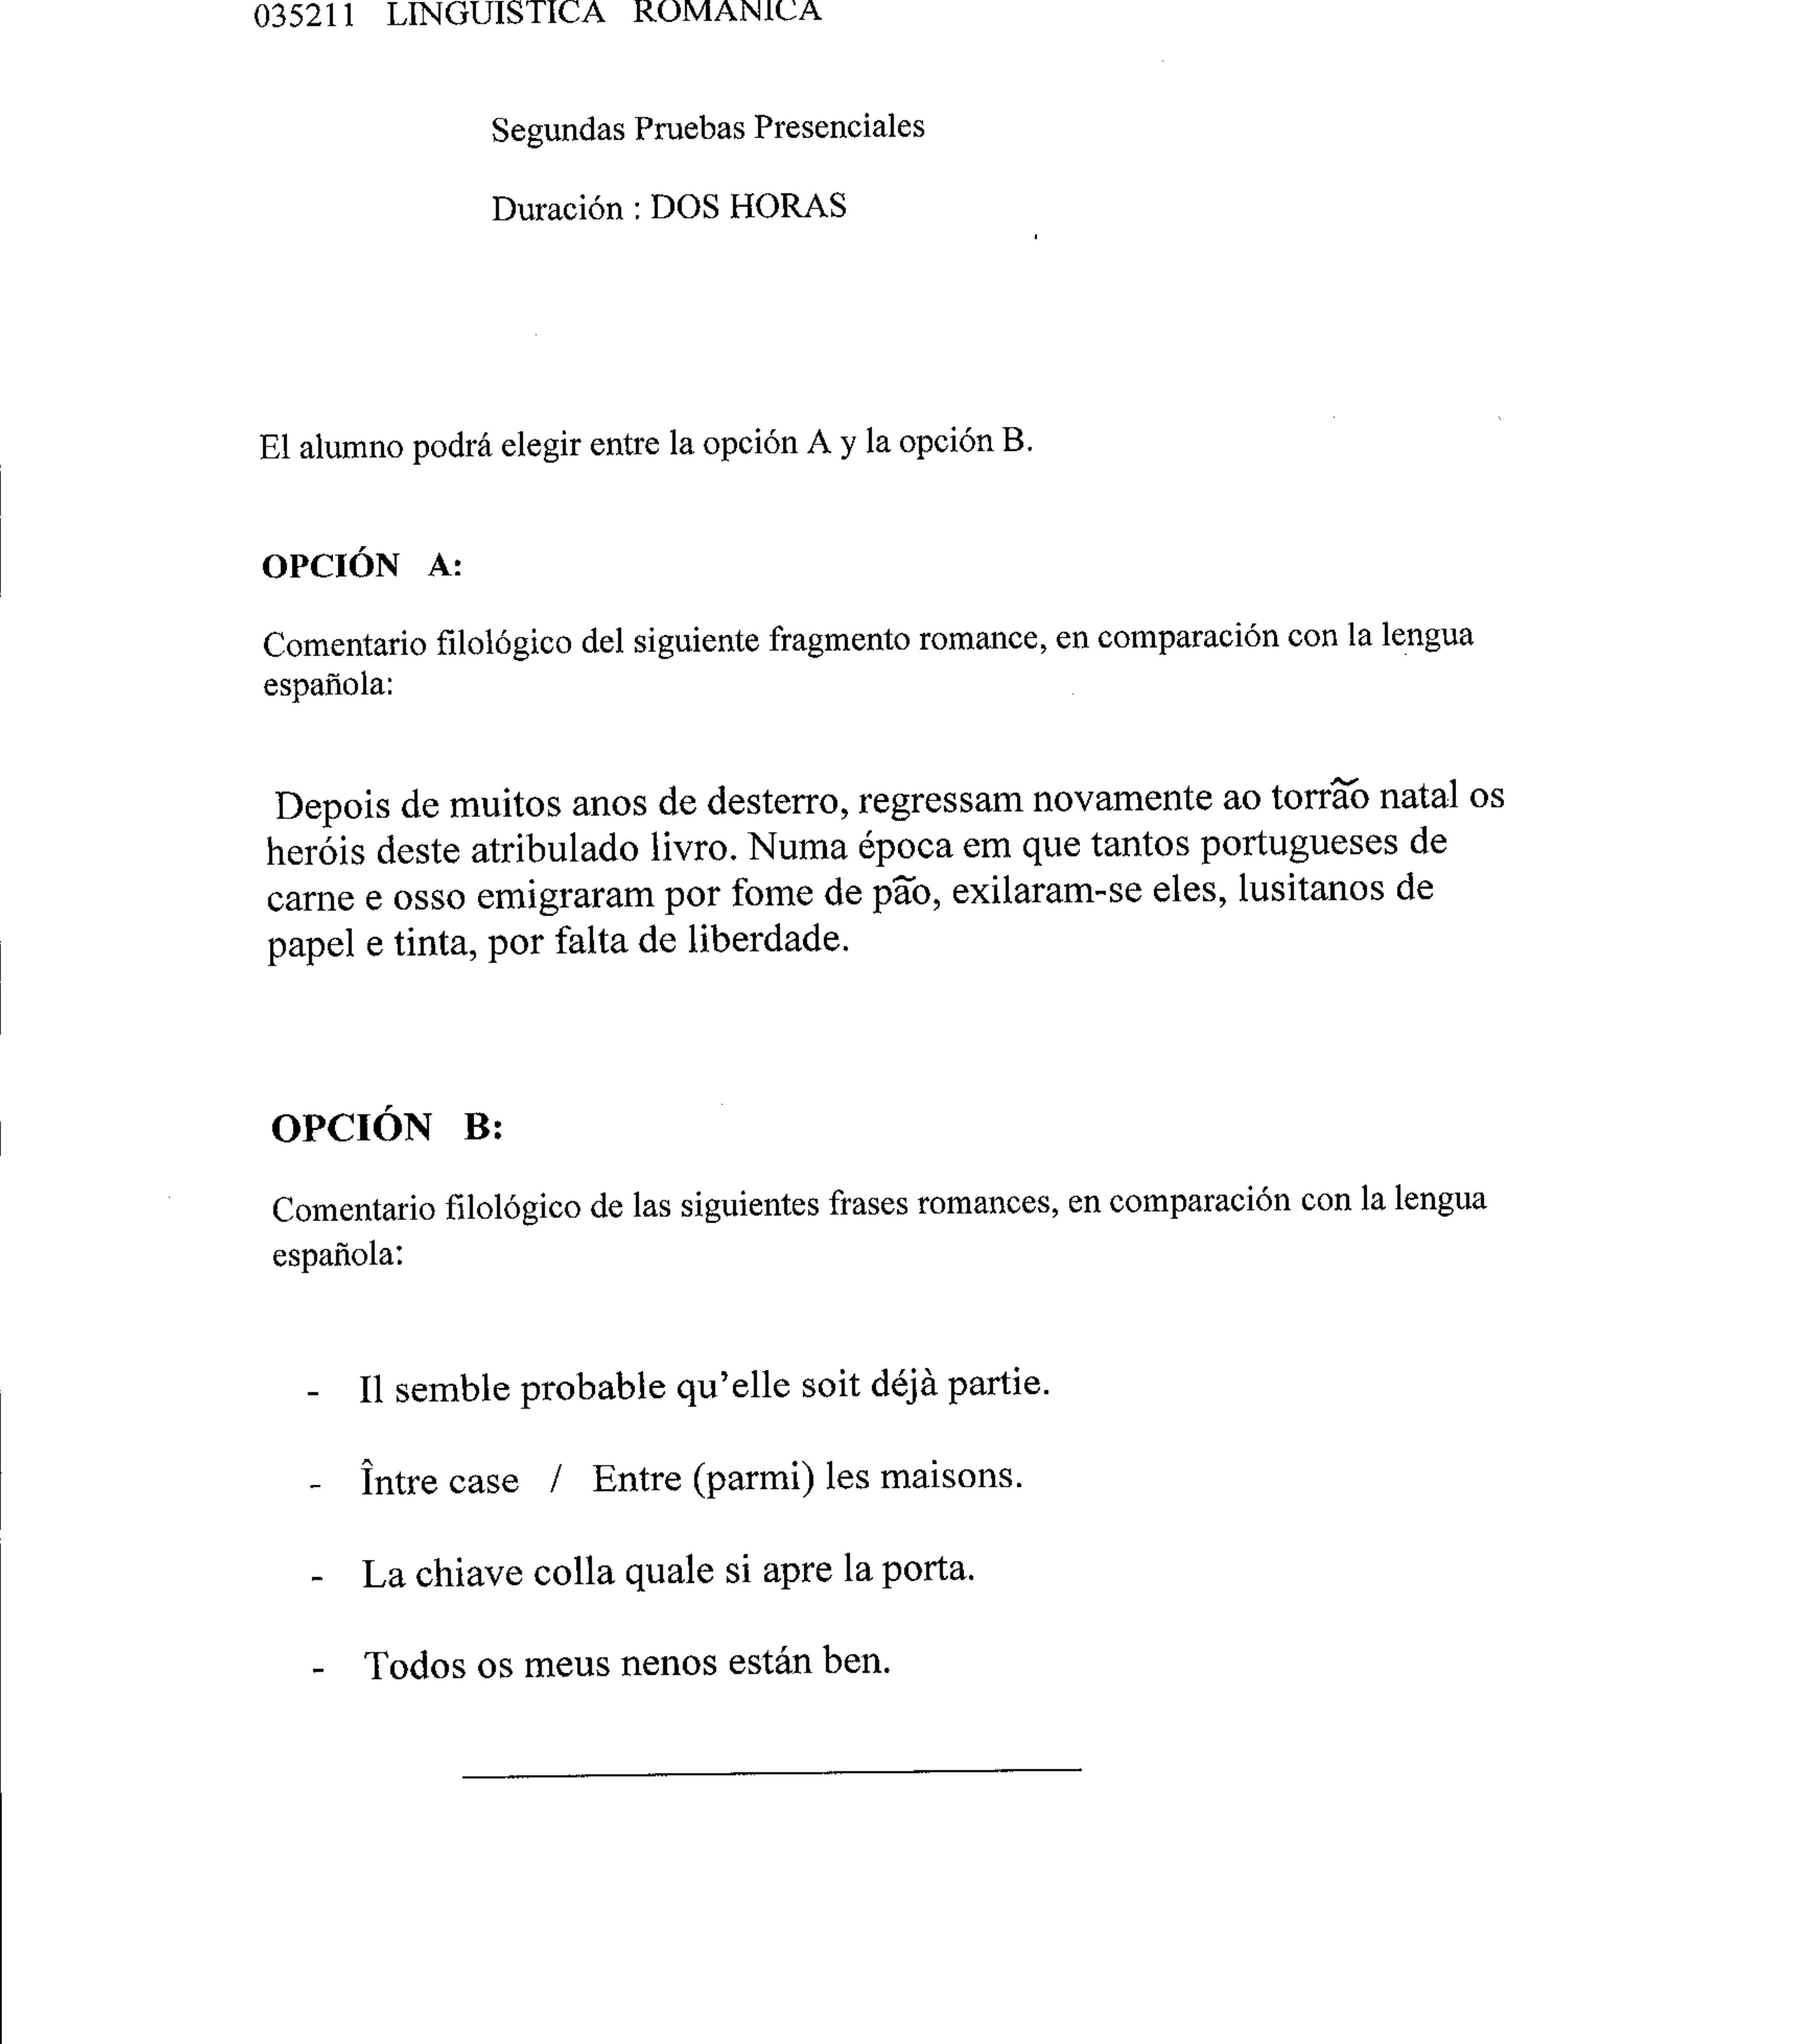 035211 LINGUISTICA ROMANICA
Segundas Pruebas Presenciales
Duración : DOS HORAS
El alumno podrá elegir entre la opción A y la opción B.
OPCIÓN A:
Comentario filológico del siguiente fragmento romance, en comparación con la lengua
española:
Depois de muitos anos de desterro, regressam novamente ao torrão natal os
heróis deste atribulado livro. Numa época em que tantos portugueses de
carne e osso emigraram por fome de pão, exilaram-se eles, lusitanos de
papel e tinta, por falta de liberdade.
OPCIÓN B:
Comentario filológico de las siguientes frases romances, en comparación con la lengua
española:
- Il semble probable qu'elle soit déjà partie.
- Între case / Entre (parmi) les maisons.
- La chiave colla quale si apre la porta.
- Todos os meus nenos están ben.